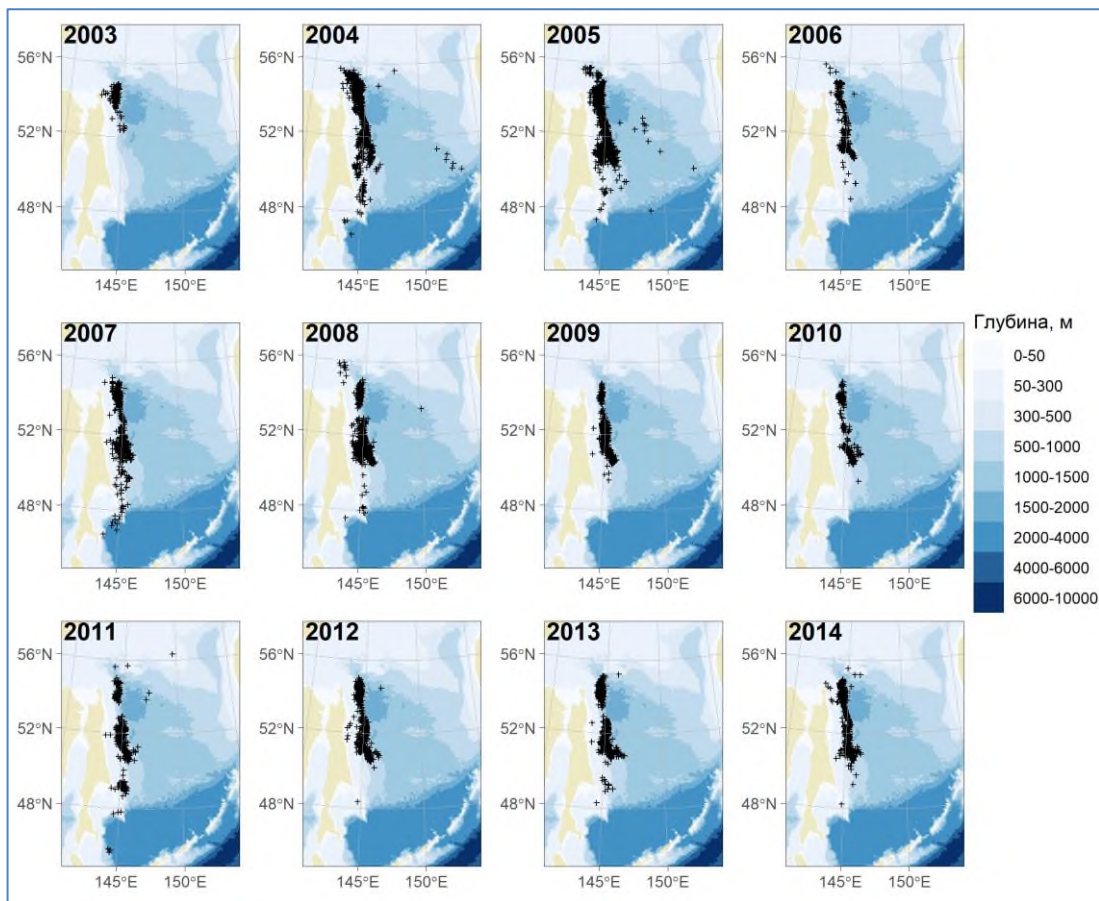 2003 2004 2005 2006
56°N 56°N 56°N 56°N
52°N 52°N 52°N 52°N
48°N 48°N 48°N 48°N
145°E 150°E 145°E 150°E 145°E 150°E 145°E 150°E
2007 2008 2009 2010
56°N 56°N 56°N 56°N
52°N 52°N 52°N 52°N
48°N 48°N 48°N 48°N
145°E 150°E 145°E 150°E 145°E 150°E 145°E 150°E
Глубина, м
0-50
50-300
300-500
500-1000
1000-1500
1500-2000
2000-4000
4000-6000
6000-10000
2011 2012 2013 2014
56°N 56°N 56°N 56°N
52°N 52°N 52°N 52°N
48°N 48°N 48°N 48°N
145°E 150°E 145°E 150°E 145°E 150°E 145°E 150°E